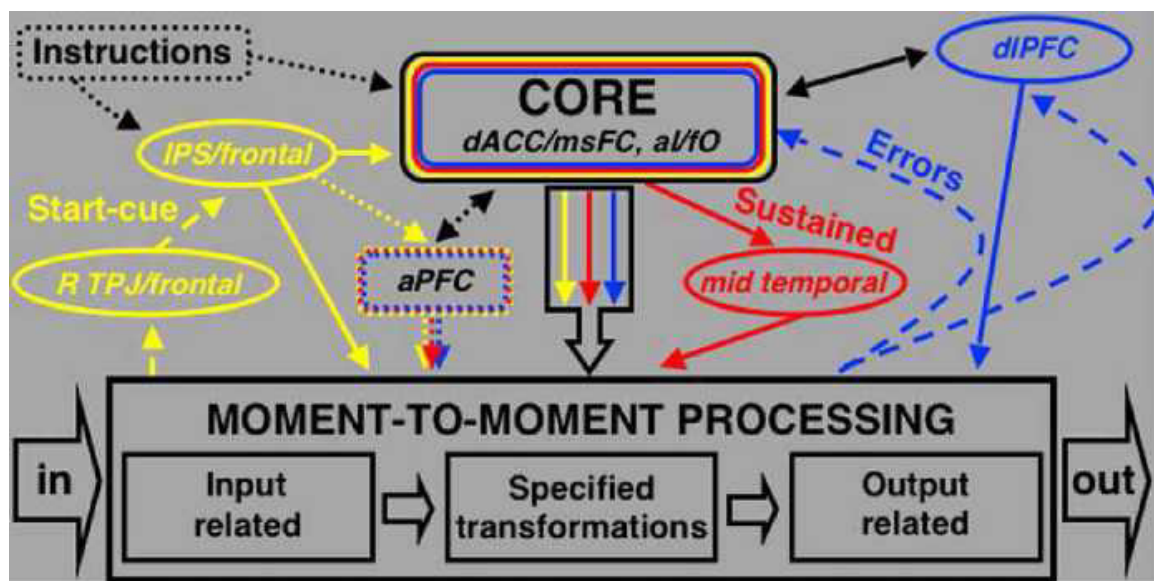 Instructions
CORE
dACC/msFC, aI/fO
dlPFC
IPS/frontal
Errors
Start-cue
Sustained
R TPJ/frontal
aPFC
mid temporal
MOMENT-TO-MOMENT PROCESSING
in
Input
related
Specified
transformations
Output
related
out